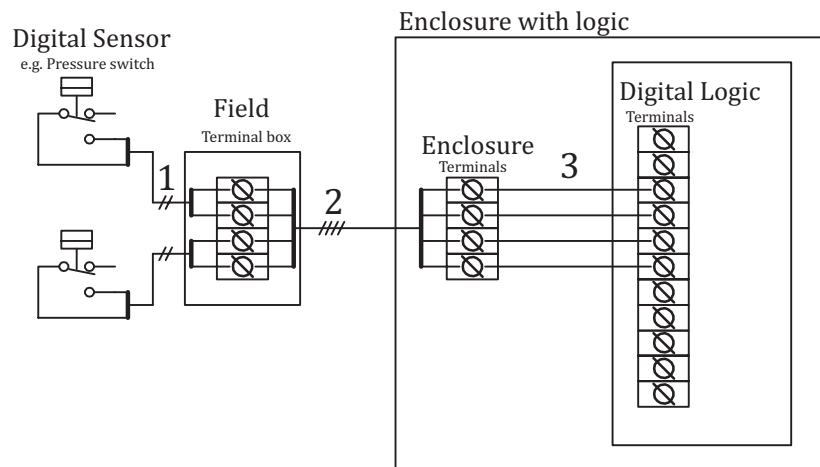 Enclosure with logic
Digital Sensor
e.g. Pressure switch
Digital Logic
Terminals
Field
Terminal box
Enclosure
Terminals
1
2
3